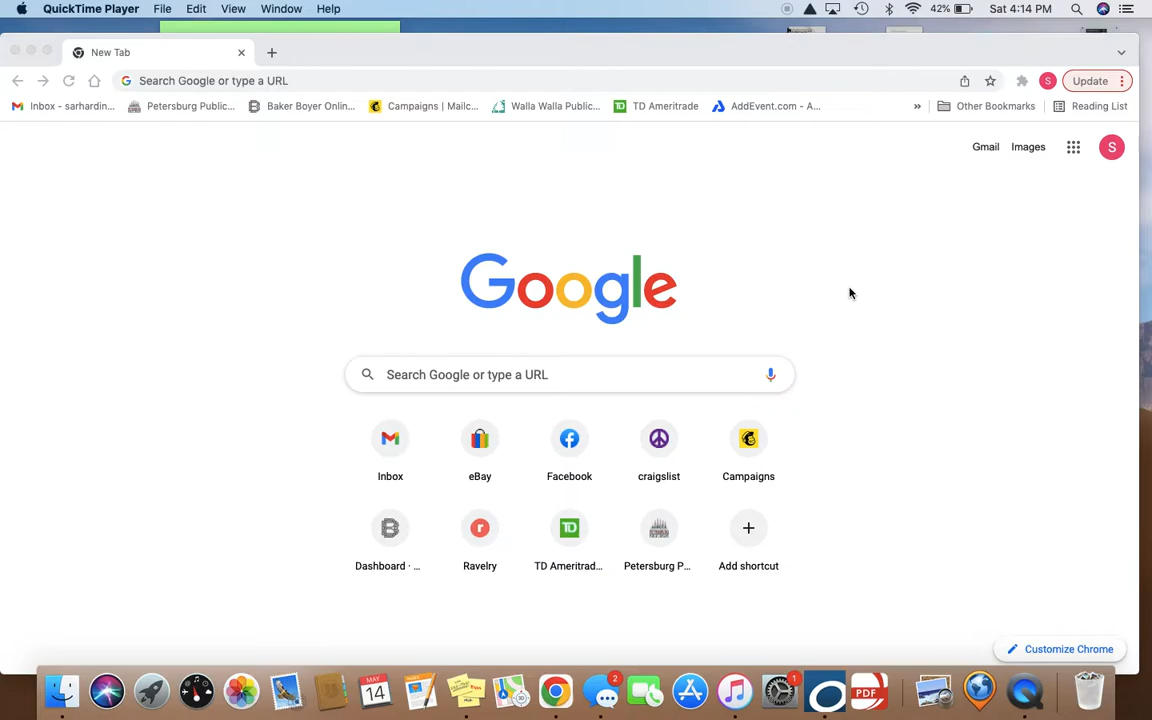 QuickTime Player File Edit View Window Help 42% Sat 4:14 PM
New Tab
Search Google or type a URL S Update
Inbox - sarhardin... Petersburg Public... Baker Boyer Onlin... Campaigns | Mailc... Walla Walla Public... TD Ameritrade AddEvent.com - A... » Other Bookmarks Reading List
Gmail Images S
Google
Search Google or type a URL
Inbox eBay Facebook craigslist Campaigns
Dashboard · ... Ravelry TD Ameritrad... Petersburg P... Add shortcut
Customize Chrome
MAY
14
2
1
PDF